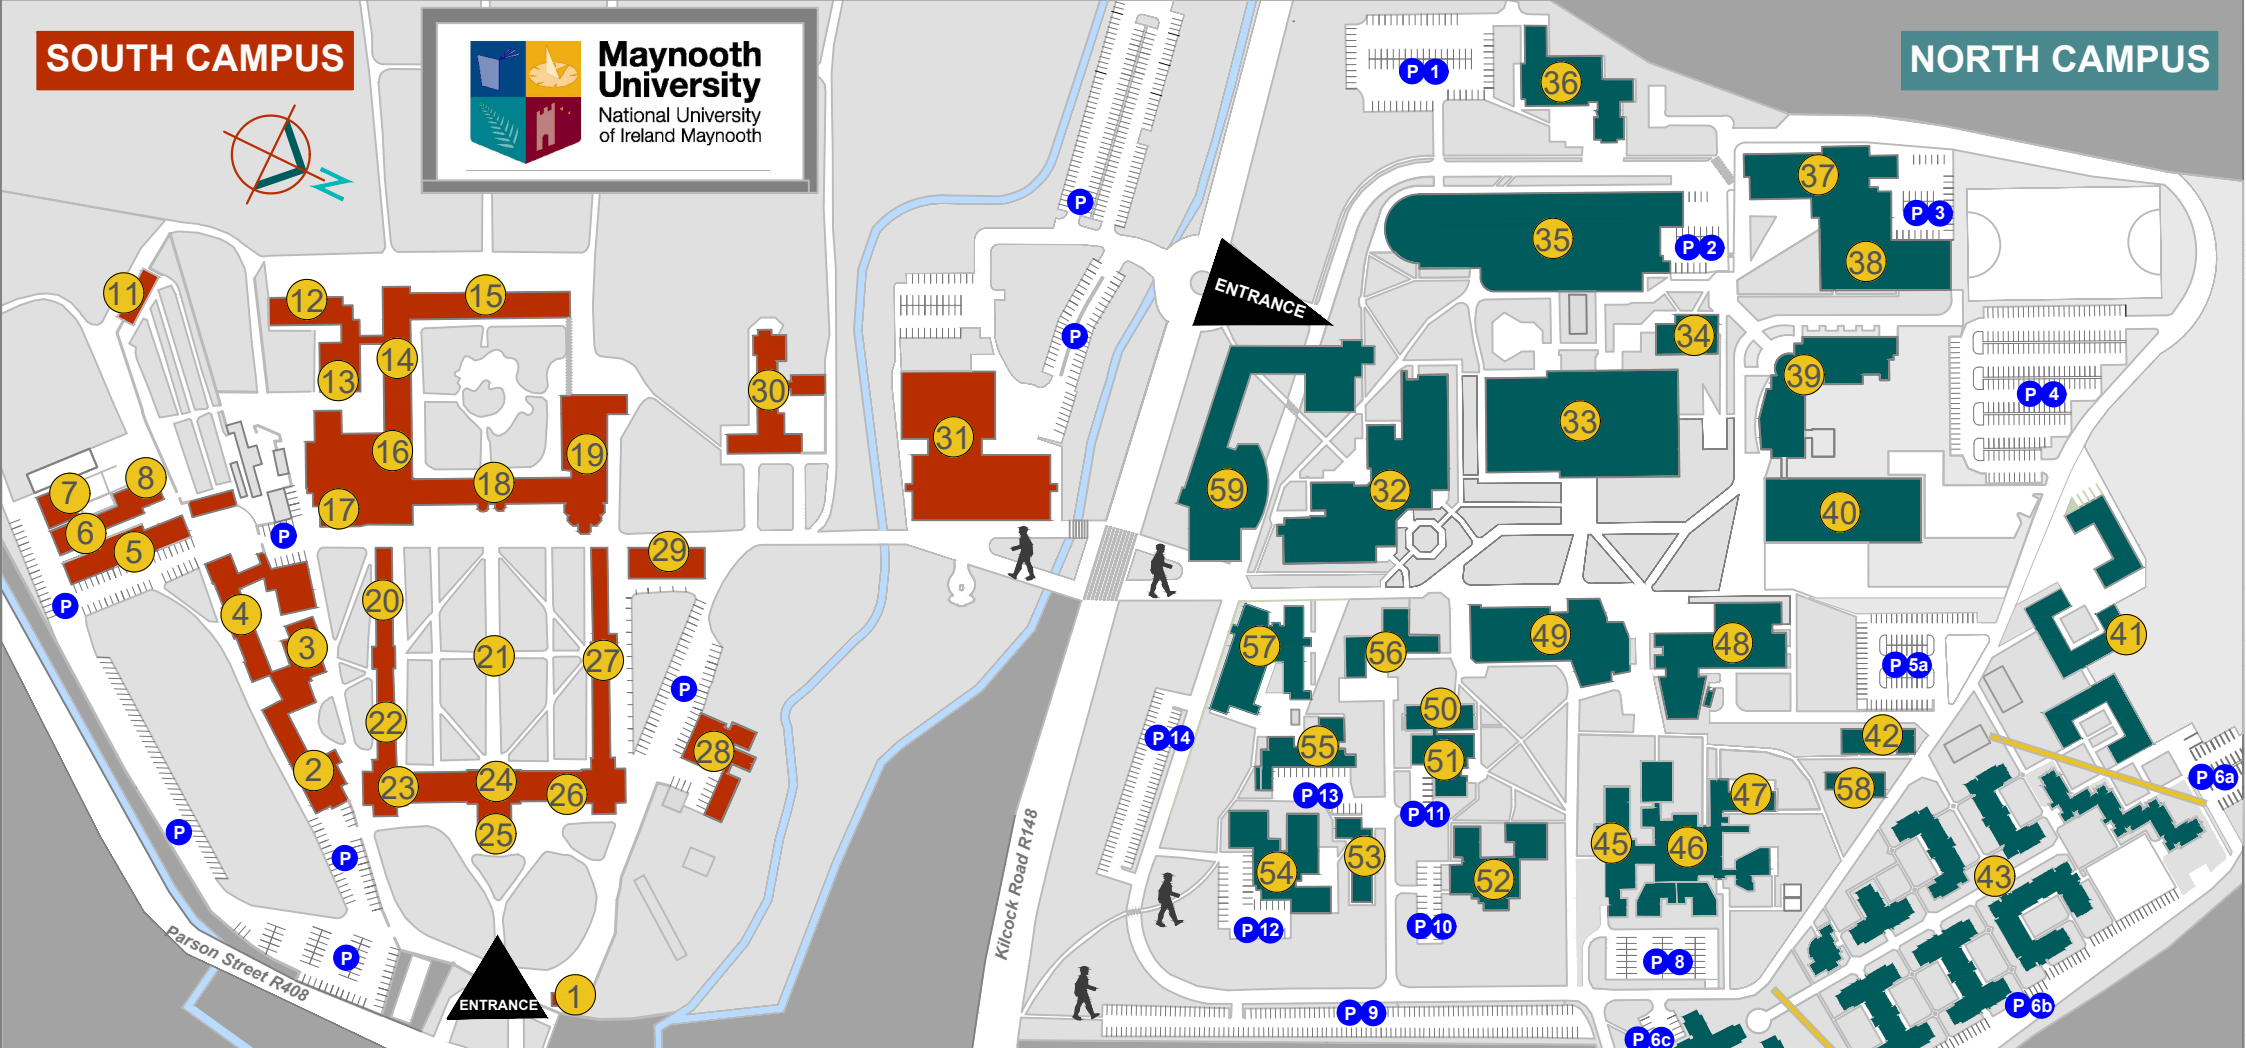 SOUTH CAMPUS
Maynooth
University
National University
of Ireland Maynooth
NORTH CAMPUS
N
P 1
36
37
P 3
P
35
P 2
38
11
12
15
ENTRANCE
13
14
30
P
34
39
P 4
7
8
16
19
31
33
6
5
17
18
59
32
40
P
29
P
4
20
3
21
27
57
56
49
48
P 5a
41
P
22
28
P 14
55
50
51
42
2
23
24
26
P 13
P 11
47
58
P 6a
25
P
P
54
53
52
45
46
43
Kilcock Road R148
P 12
P 10
P 8
Parson Street R408
P
ENTRANCE
1
P 9
P 6b
P 6c